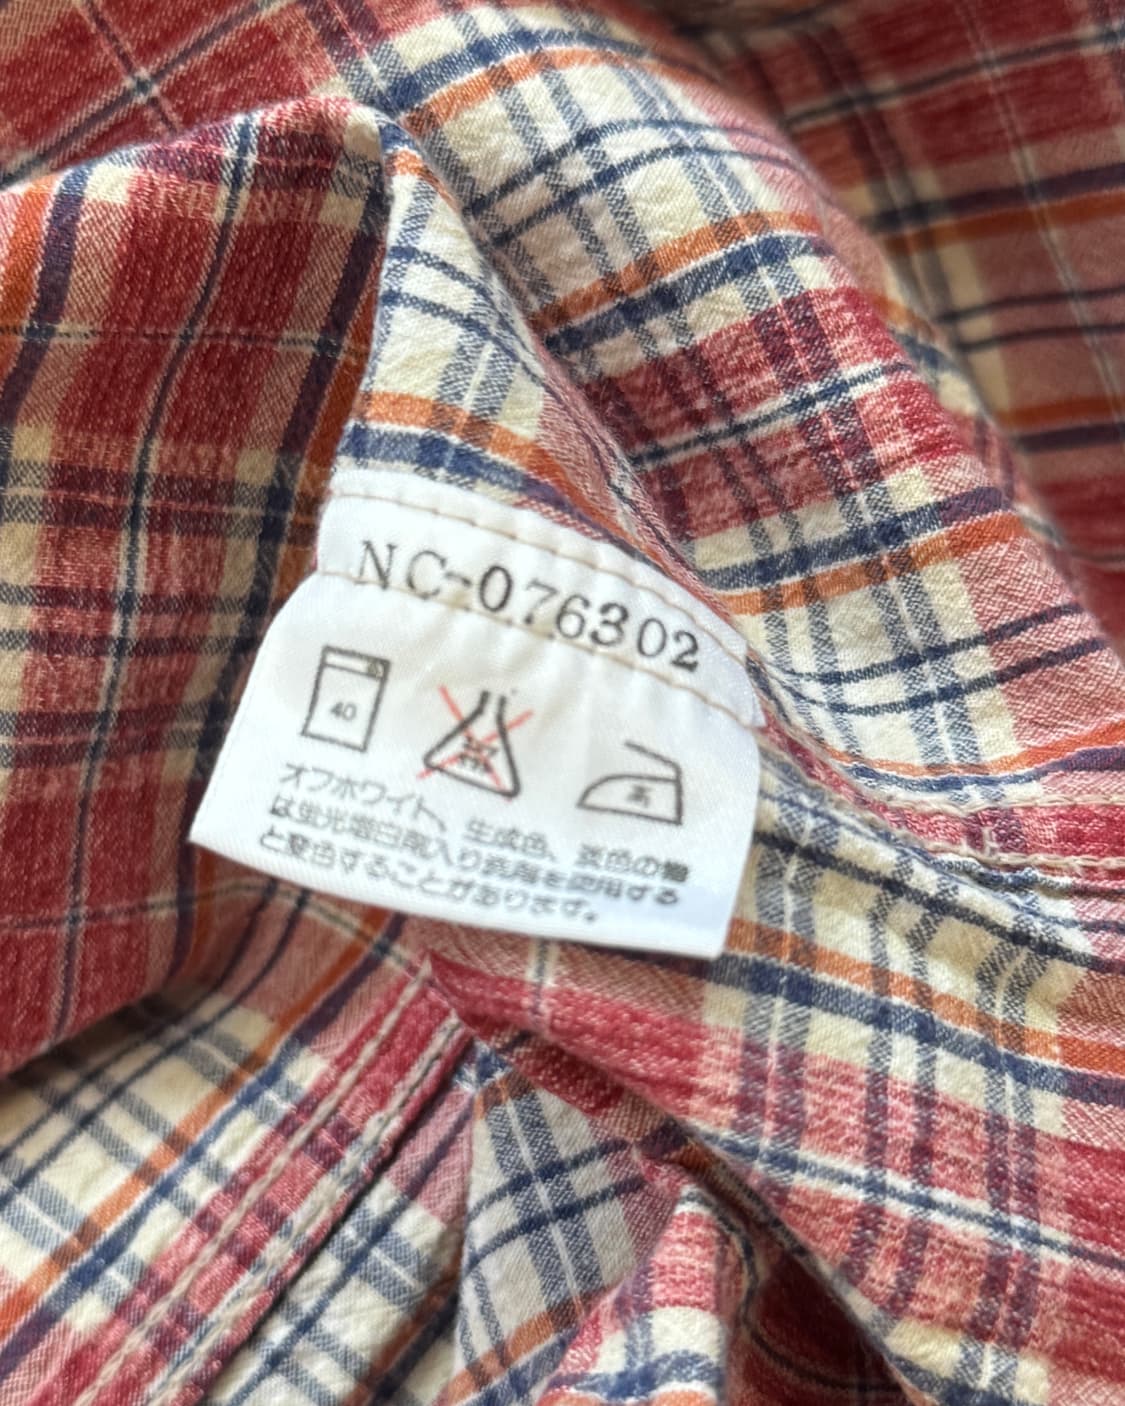 NC-076302
40
高
オフホワイト、生成色、淡色の物
は蛍光増白剤入り洗剤を使用する
と変色することがあります。